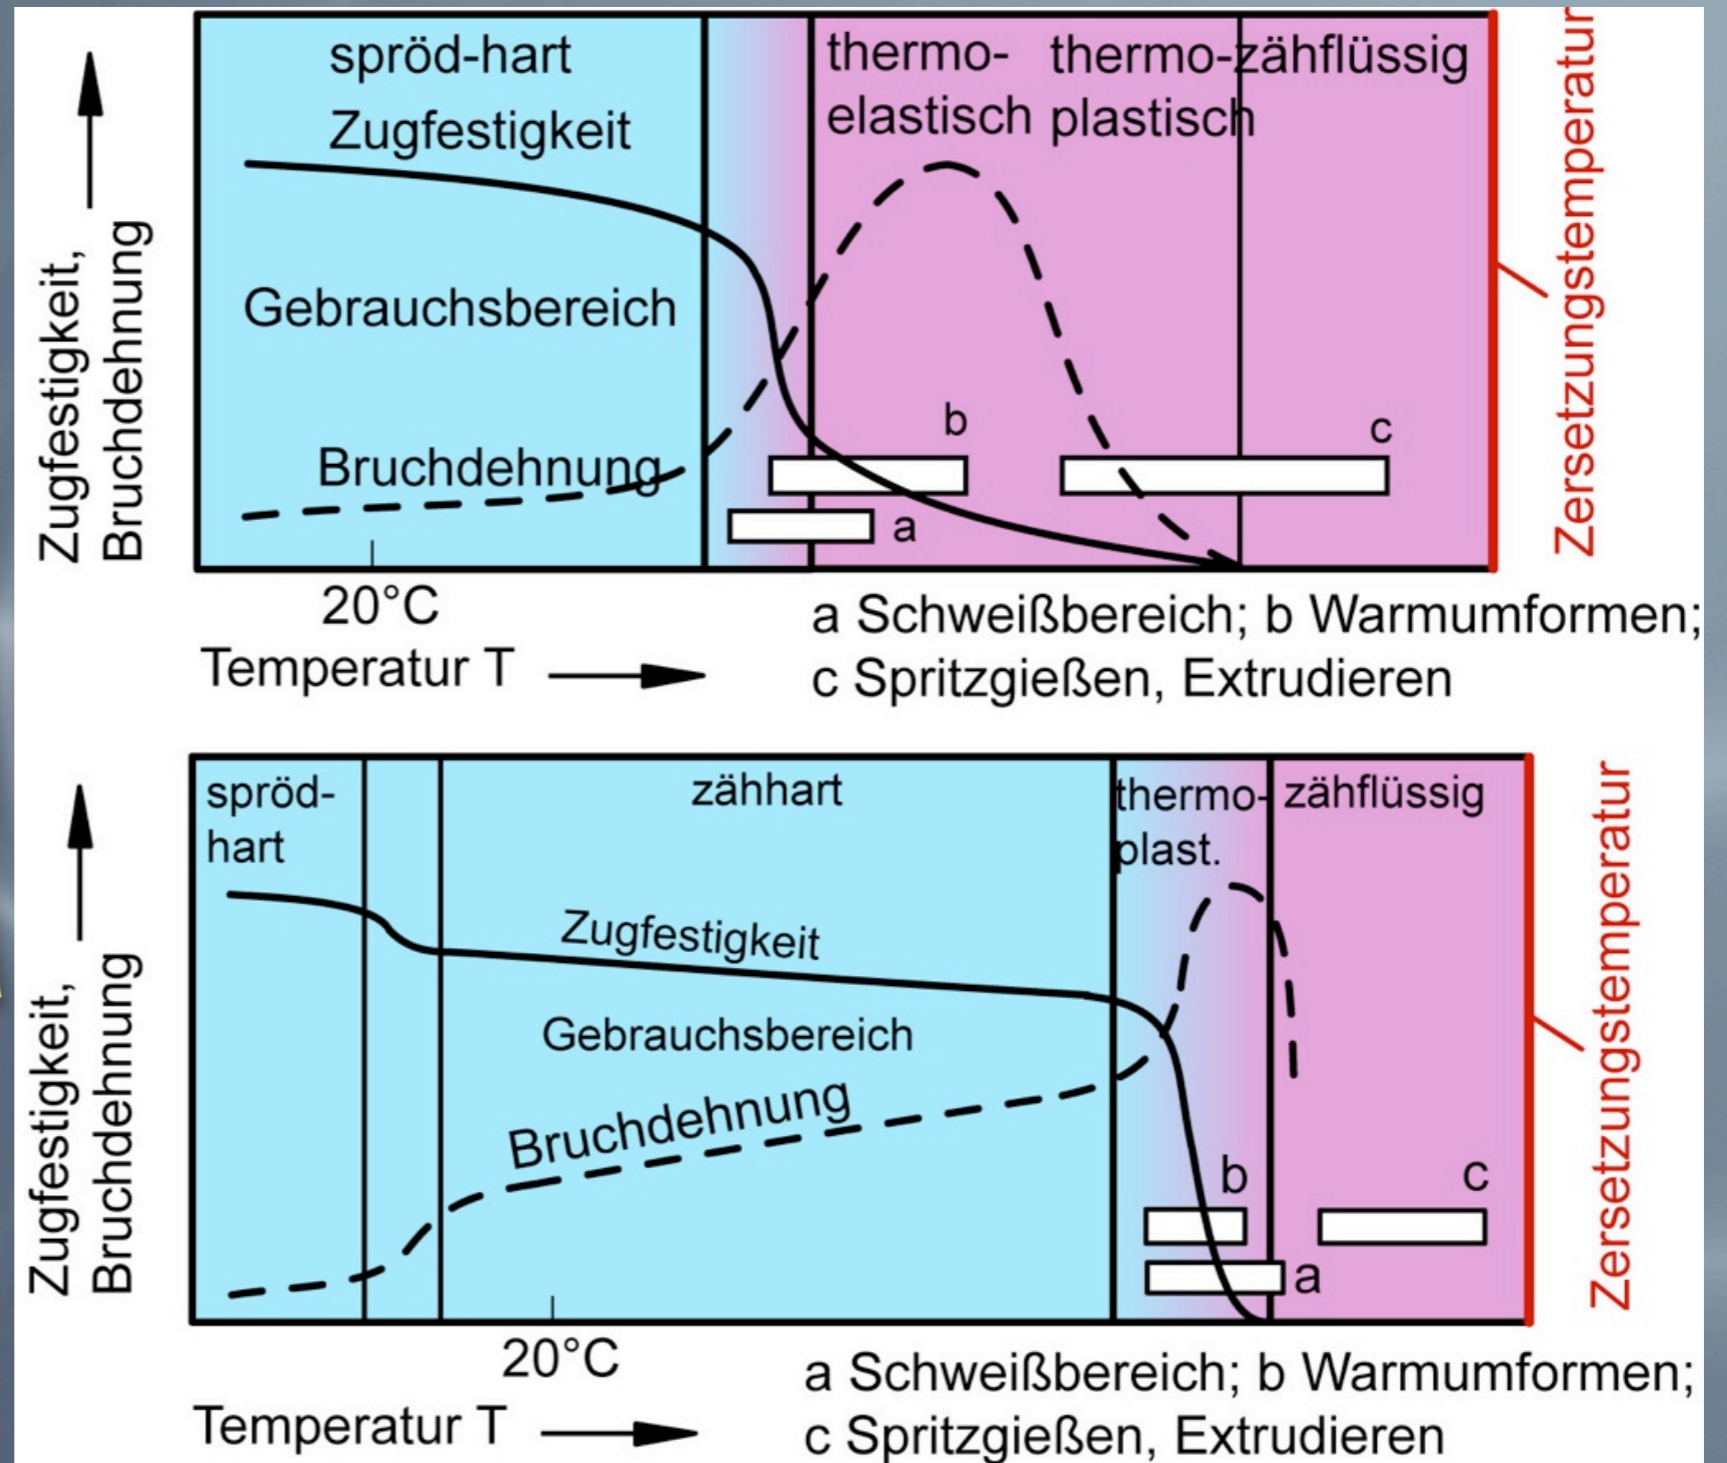 spröd-hart
Zugfestigkeit
Gebrauchsbereich
Bruchdehnung
thermo-
elastisch
thermo-
plastisch
zähflüssig
b
a
c
Zugfestigkeit,
Bruchdehnung
Zersetzungstemperatur
20°C
Temperatur T
a Schweißbereich; b Warmumformen;
c Spritzgießen, Extrudieren
spröd-
hart
zähhart
thermo-
plast.
zähflüssig
Zugfestigkeit
Gebrauchsbereich
Bruchdehnung
b
c
a
Zugfestigkeit,
Bruchdehnung
Zersetzungstemperatur
20°C
Temperatur T
a Schweißbereich; b Warmumformen;
c Spritzgießen, Extrudieren